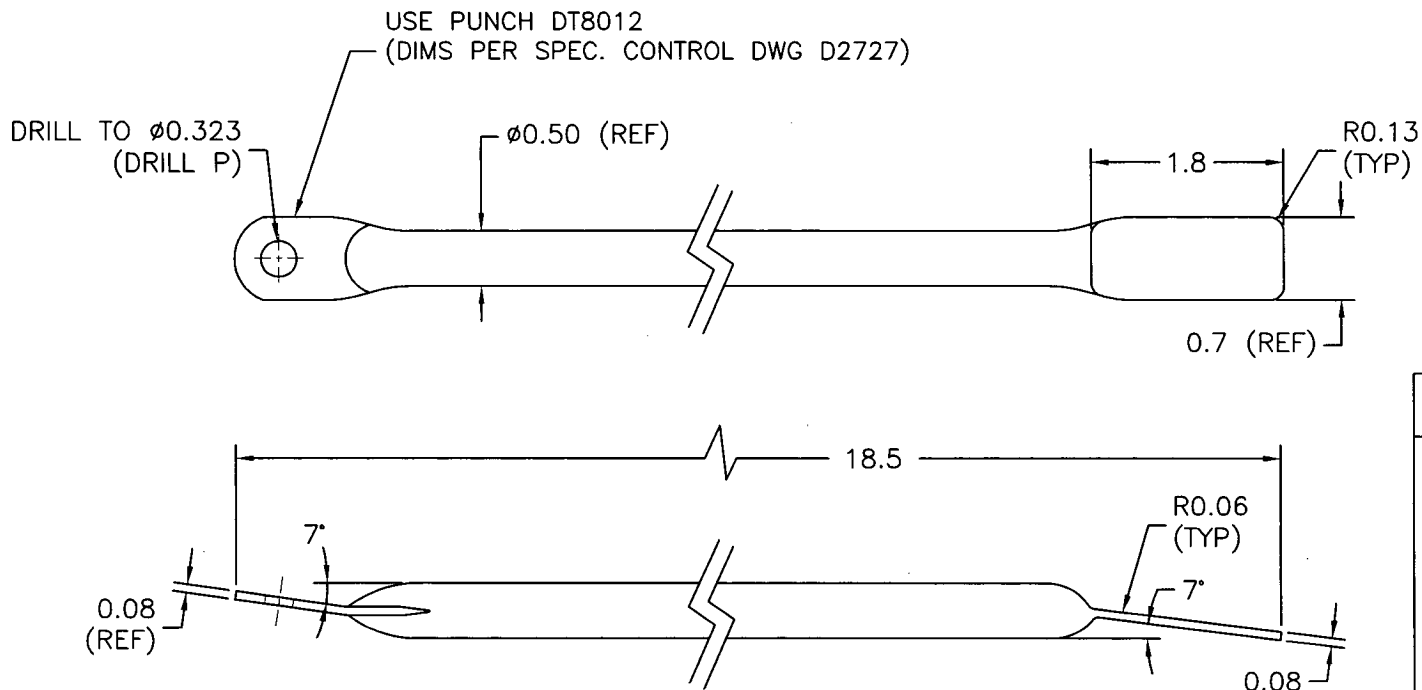 USE PUNCH DT8012
(DIMS PER SPEC. CONTROL DWG D2727)
DRILL TO ø0.323
(DRILL P)
ø0.50 (REF)
1.8
R0.13
(TYP)
0.7 (REF)
18.5
7°
R0.06
(TYP)
7°
0.08
(REF)
0.08